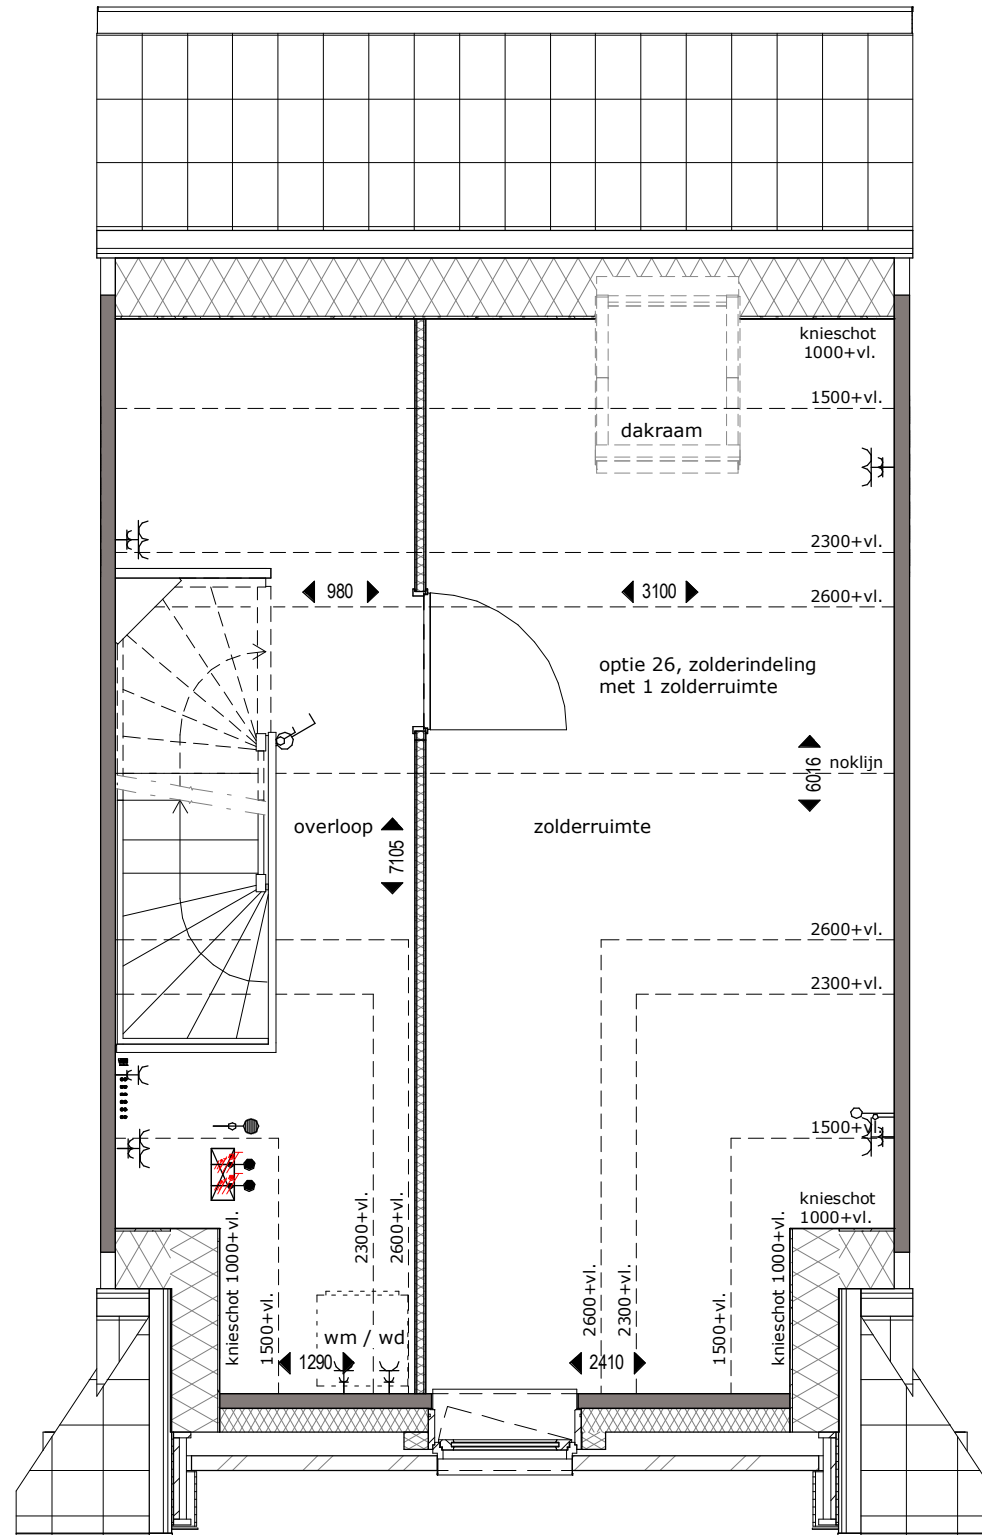 knieschot
1000+vl.
1500+vl.
dakraam
2300+vl.
980
3100
2600+vl.
optie 26, zolderindeling
met 1 zolderruimte
6016
noklijn
overloop
zolderruimte
7105
2600+vl.
2300+vl.
1500+vl.
knieschot
1000+vl.
knieschot 1000+vl.
1500+vl.
2300+vl.
2600+vl.
2600+vl.
2300+vl.
1500+vl.
knieschot 1000+vl.
wm / wd
1290
2410